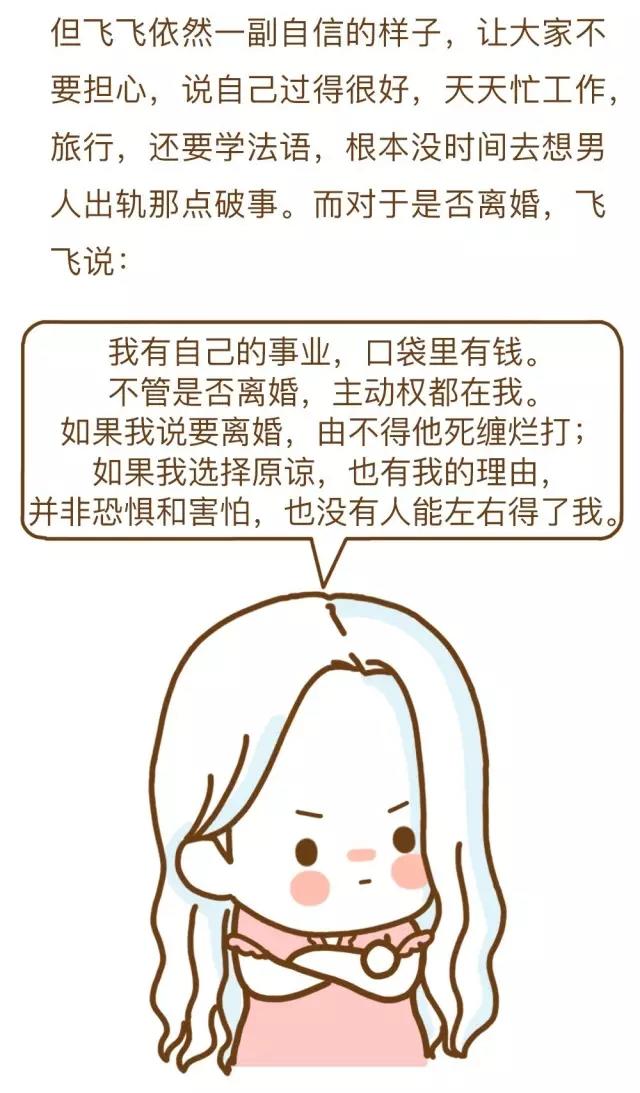 但飞飞依然一副自信的样子，让大家不
要担心，说自己过得很好，天天忙工作，
旅行，还要学法语，根本没时间去想男
人出轨那点破事。而对于是否离婚，飞
飞说：
我有自己的事业，口袋里有钱。
不管是否离婚，主动权都在我。
如果我说要离婚，由不得他死缠烂打；
如果我选择原谅，也有我的理由，
并非恐惧和害怕，也没有人能左右得了我。